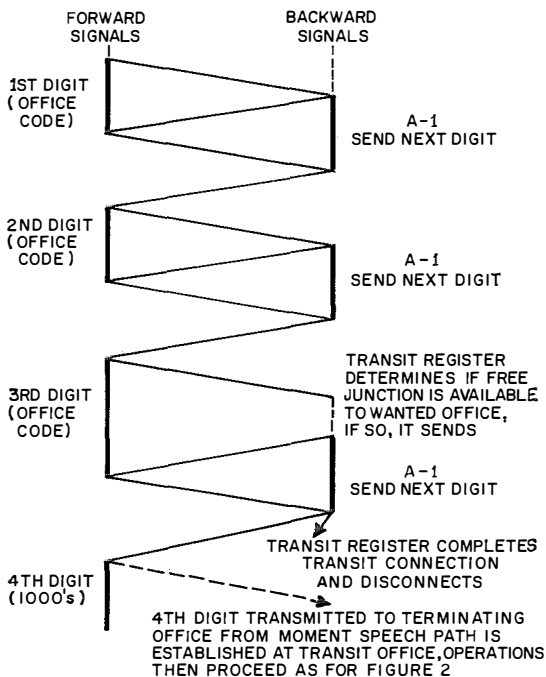 FORWARD
SIGNALS
BACKWARD
SIGNALS
1ST DIGIT
(OFFICE
CODE)
A-1
SEND NEXT DIGIT
2ND DIGIT
(OFFICE
CODE)
A-1
SEND NEXT DIGIT
3RD DIGIT
(OFFICE
CODE)
TRANSIT REGISTER
DETERMINES IF FREE
JUNCTION IS AVAILABLE
TO WANTED OFFICE,
IF SO, IT SENDS
A-1
SEND NEXT DIGIT
TRANSIT REGISTER COMPLETES
TRANSIT CONNECTION
AND DISCONNECTS
4TH DIGIT
(1000's)
4TH DIGIT TRANSMITTED TO TERMINATING
OFFICE FROM MOMENT SPEECH PATH IS
ESTABLISHED AT TRANSIT OFFICE, OPERATIONS
THEN PROCEED AS FOR FIGURE 2